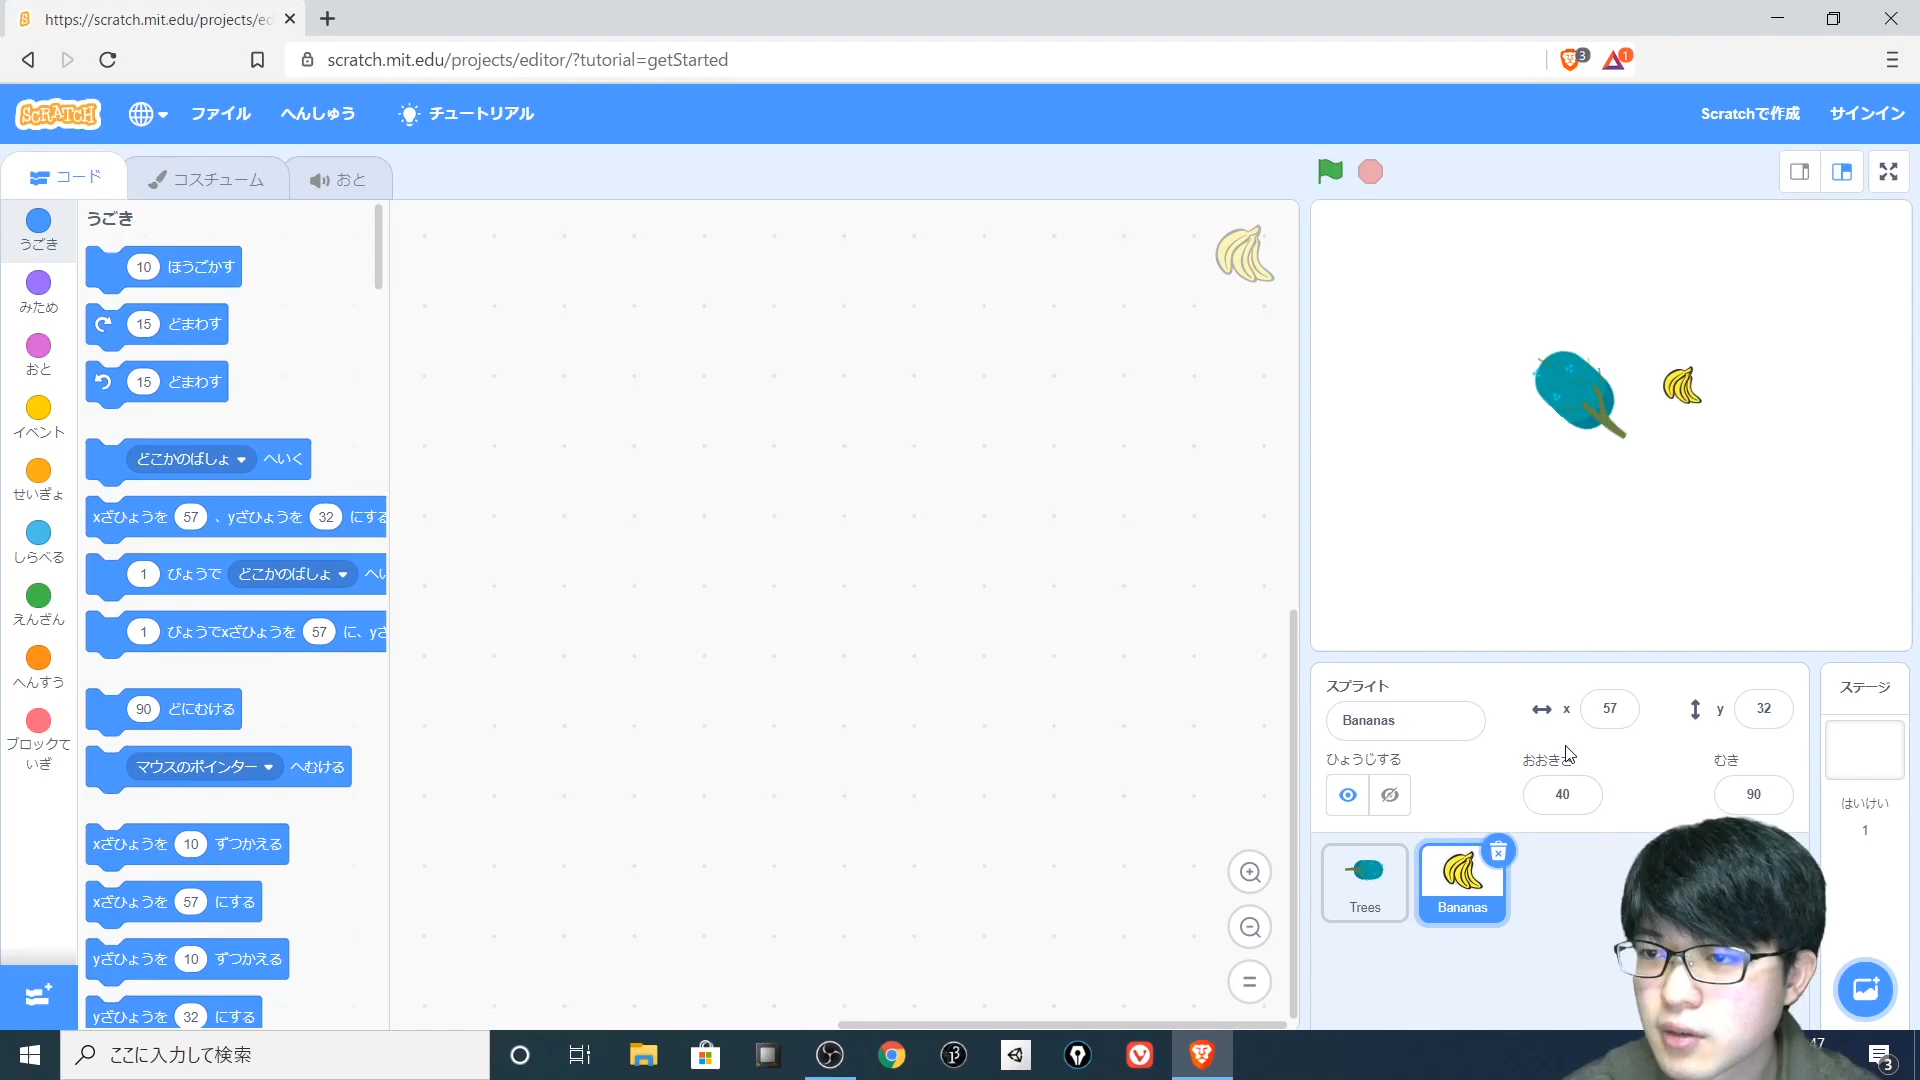 https://scratch.mit.edu/projects/ed
scratch.mit.edu/projects/editor/?tutorial=getStarted
3
1
SCRATCH
ファイル
へんしゅう
チュートリアル
Scratchで作成
サインイン
コード
コスチューム
おと
うごき
みため
おと
イベント
せいぎょ
しらべる
えんざん
へんすう
ブロックて
いぎ
うごき
10 ほうごかす
15 どまわす
15 どまわす
どこかのばしょ へいく
xざひょうを 57 、yざひょうを 32 にする
1 びょうで どこかのばしょ へい
1 びょうでxざひょうを 57 に、yざ
90 どにむける
マウスのポインター へむける
xざひょうを 10 ずつかえる
xざひょうを 57 にする
yざひょうを 10 ずつかえる
yざひょうを 32 にする
スプライト
Bananas
x 57
y 32
ひょうじする
おおきさ
40
むき
90
Trees
Bananas
ステージ
はいけい
1
ここに入力して検索
47
3